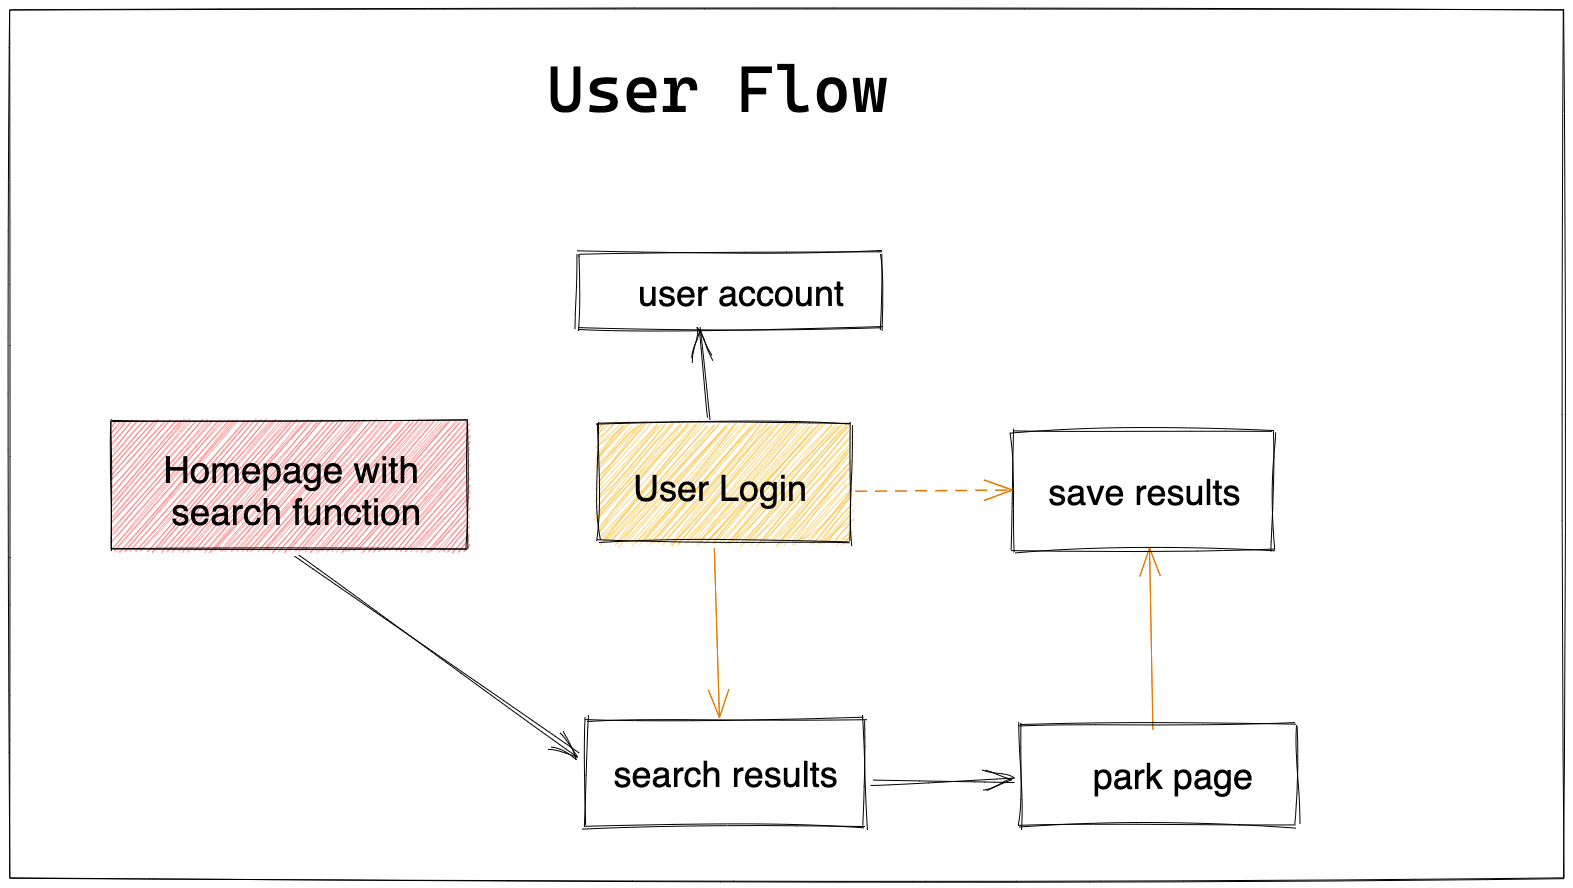 User Flow
user account
Homepage with
search function
User Login
save results
search results
park page